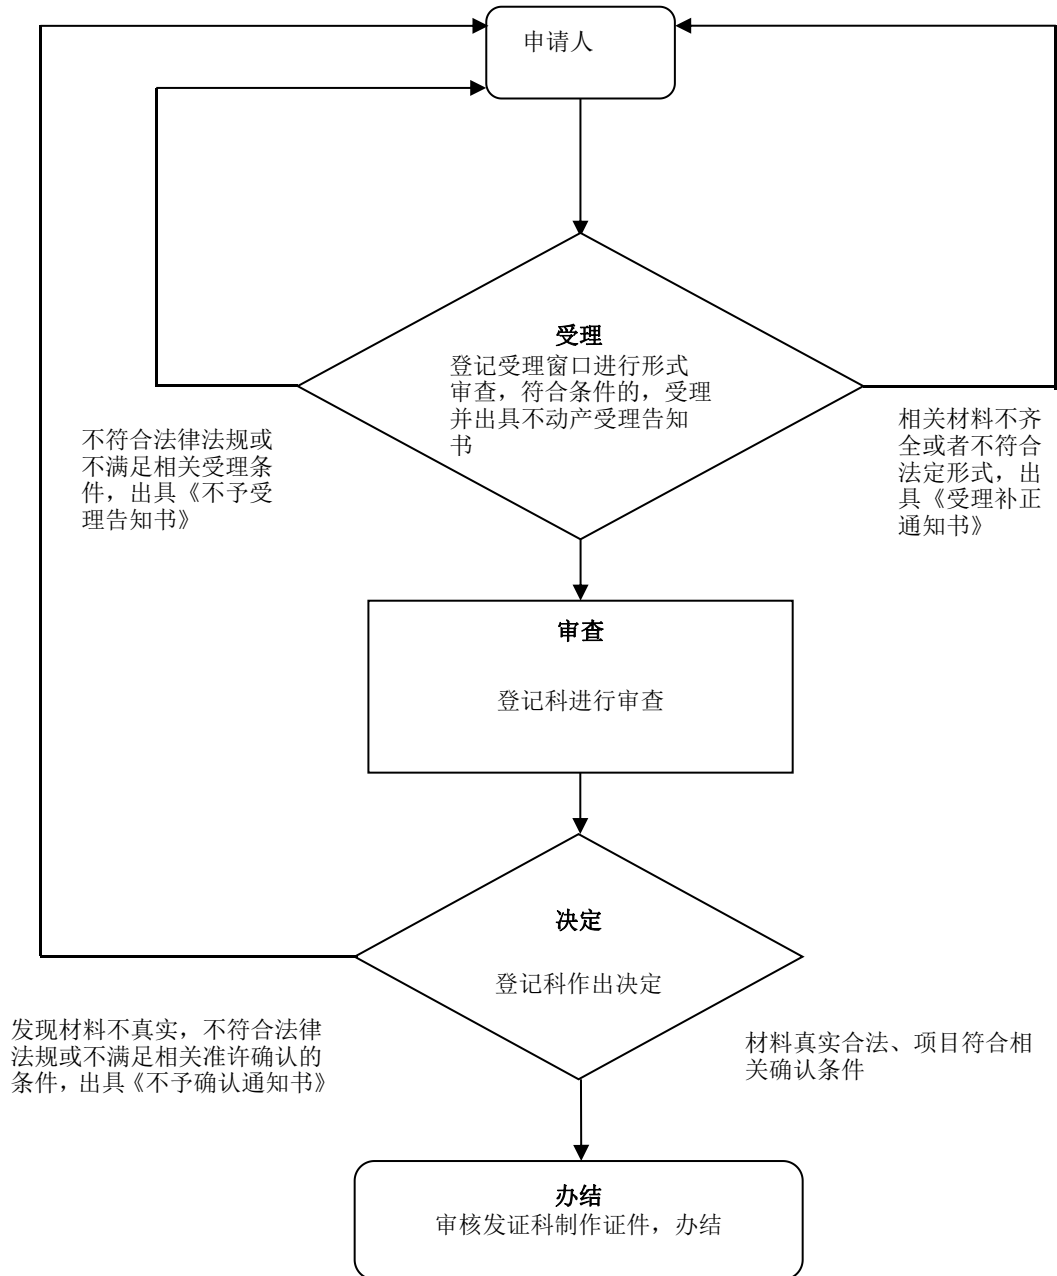 申请人
受理
登记受理窗口进行形式
审查，符合条件的，受理
并出具不动产受理告知
书
不符合法律法规或
不满足相关受理条
件，出具《不予受
理告知书》
相关材料不齐
全或者不符合
法定形式，出
具《受理补正
通知书》
审查
登记科进行审查
决定
登记科作出决定
发现材料不真实，不符合法律
法规或不满足相关准许确认的
条件，出具《不予确认通知书》
材料真实合法、项目符合相
关确认条件
办结
审核发证科制作证件，办结